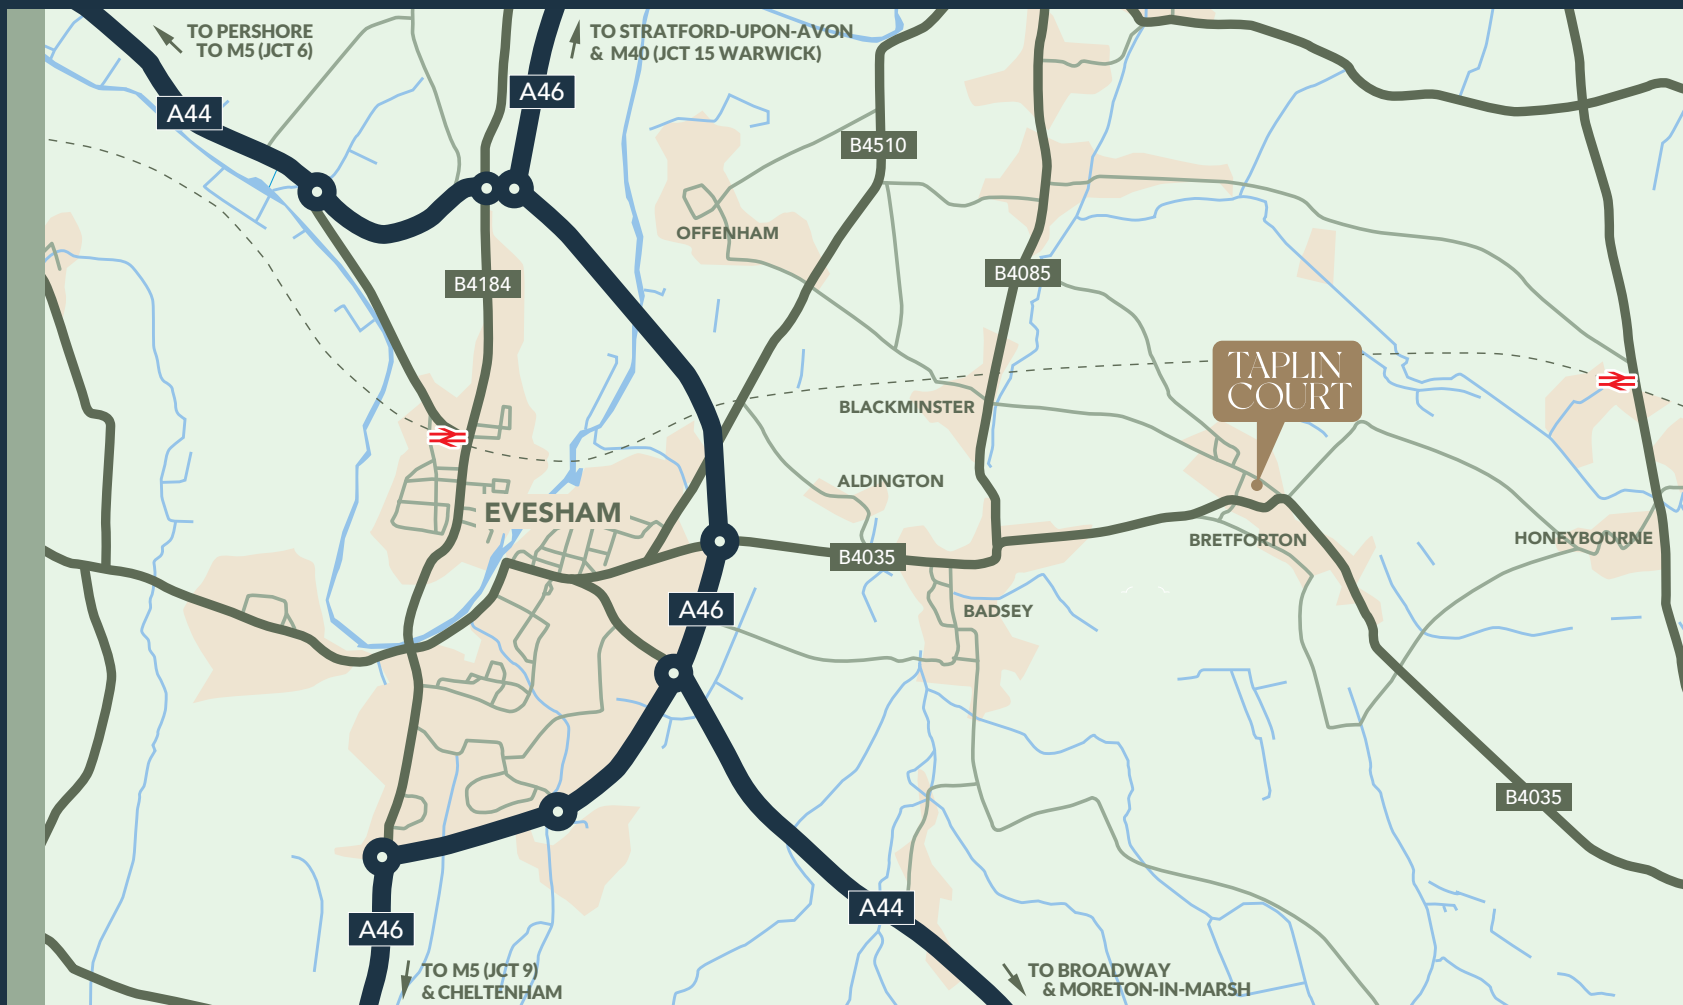 TO PERSHORE
TO M5 (JCT 6)
TO STRATFORD-UPON-AVON
& M40 (JCT 15 WARWICK)
A46
A44
B4510
OFFENHAM
B4085
B4184
TAPLIN
COURT
BLACKMINSTER
ALDINGTON
EVESHAM
BRETFORTON
HONEYBOURNE
B4035
A46
BADSEY
B4035
A44
A46
TO M5 (JCT 9)
& CHELTENHAM
TO BROADWAY
& MORETON-IN-MARSH